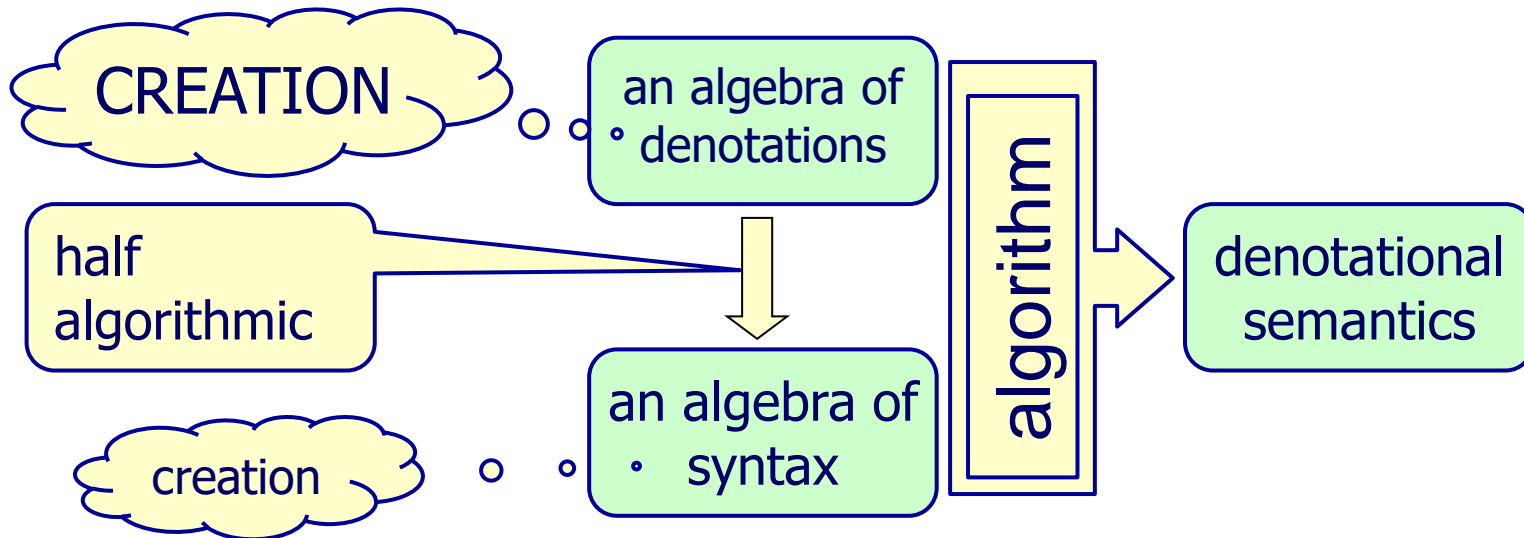 CREATION
an algebra of
denotations
half
algorithmic
algorithm
denotational
semantics
an algebra of
syntax
creation